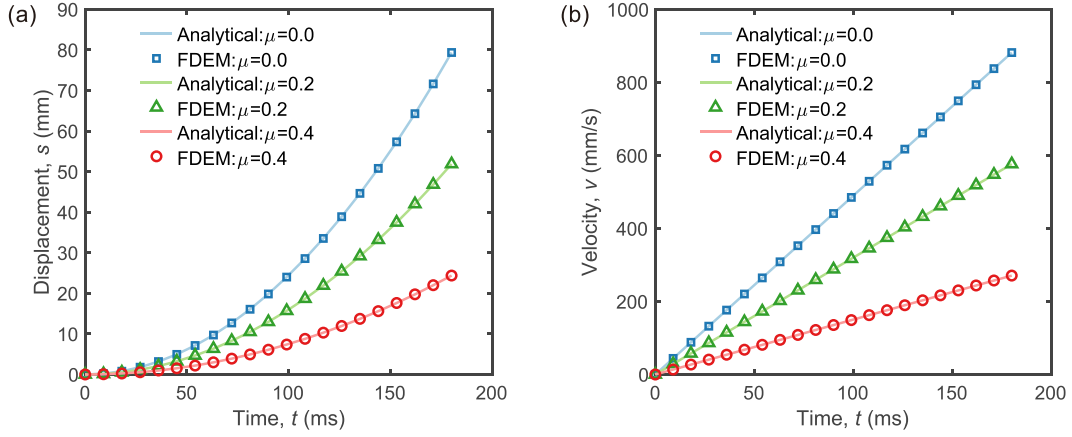 (a)
Analytical:μ=0.0
FDEM:μ=0.0
Analytical:μ=0.2
FDEM:μ=0.2
Analytical:μ=0.4
FDEM:μ=0.4
Displacement, s (mm)
90
80
70
60
50
40
30
20
10
0
0 50 100 150 200
Time, t (ms)
(b)
Analytical:μ=0.0
FDEM:μ=0.0
Analytical:μ=0.2
FDEM:μ=0.2
Analytical:μ=0.4
FDEM:μ=0.4
Velocity, v (mm/s)
1000
800
600
400
200
0
0 50 100 150 200
Time, t (ms)